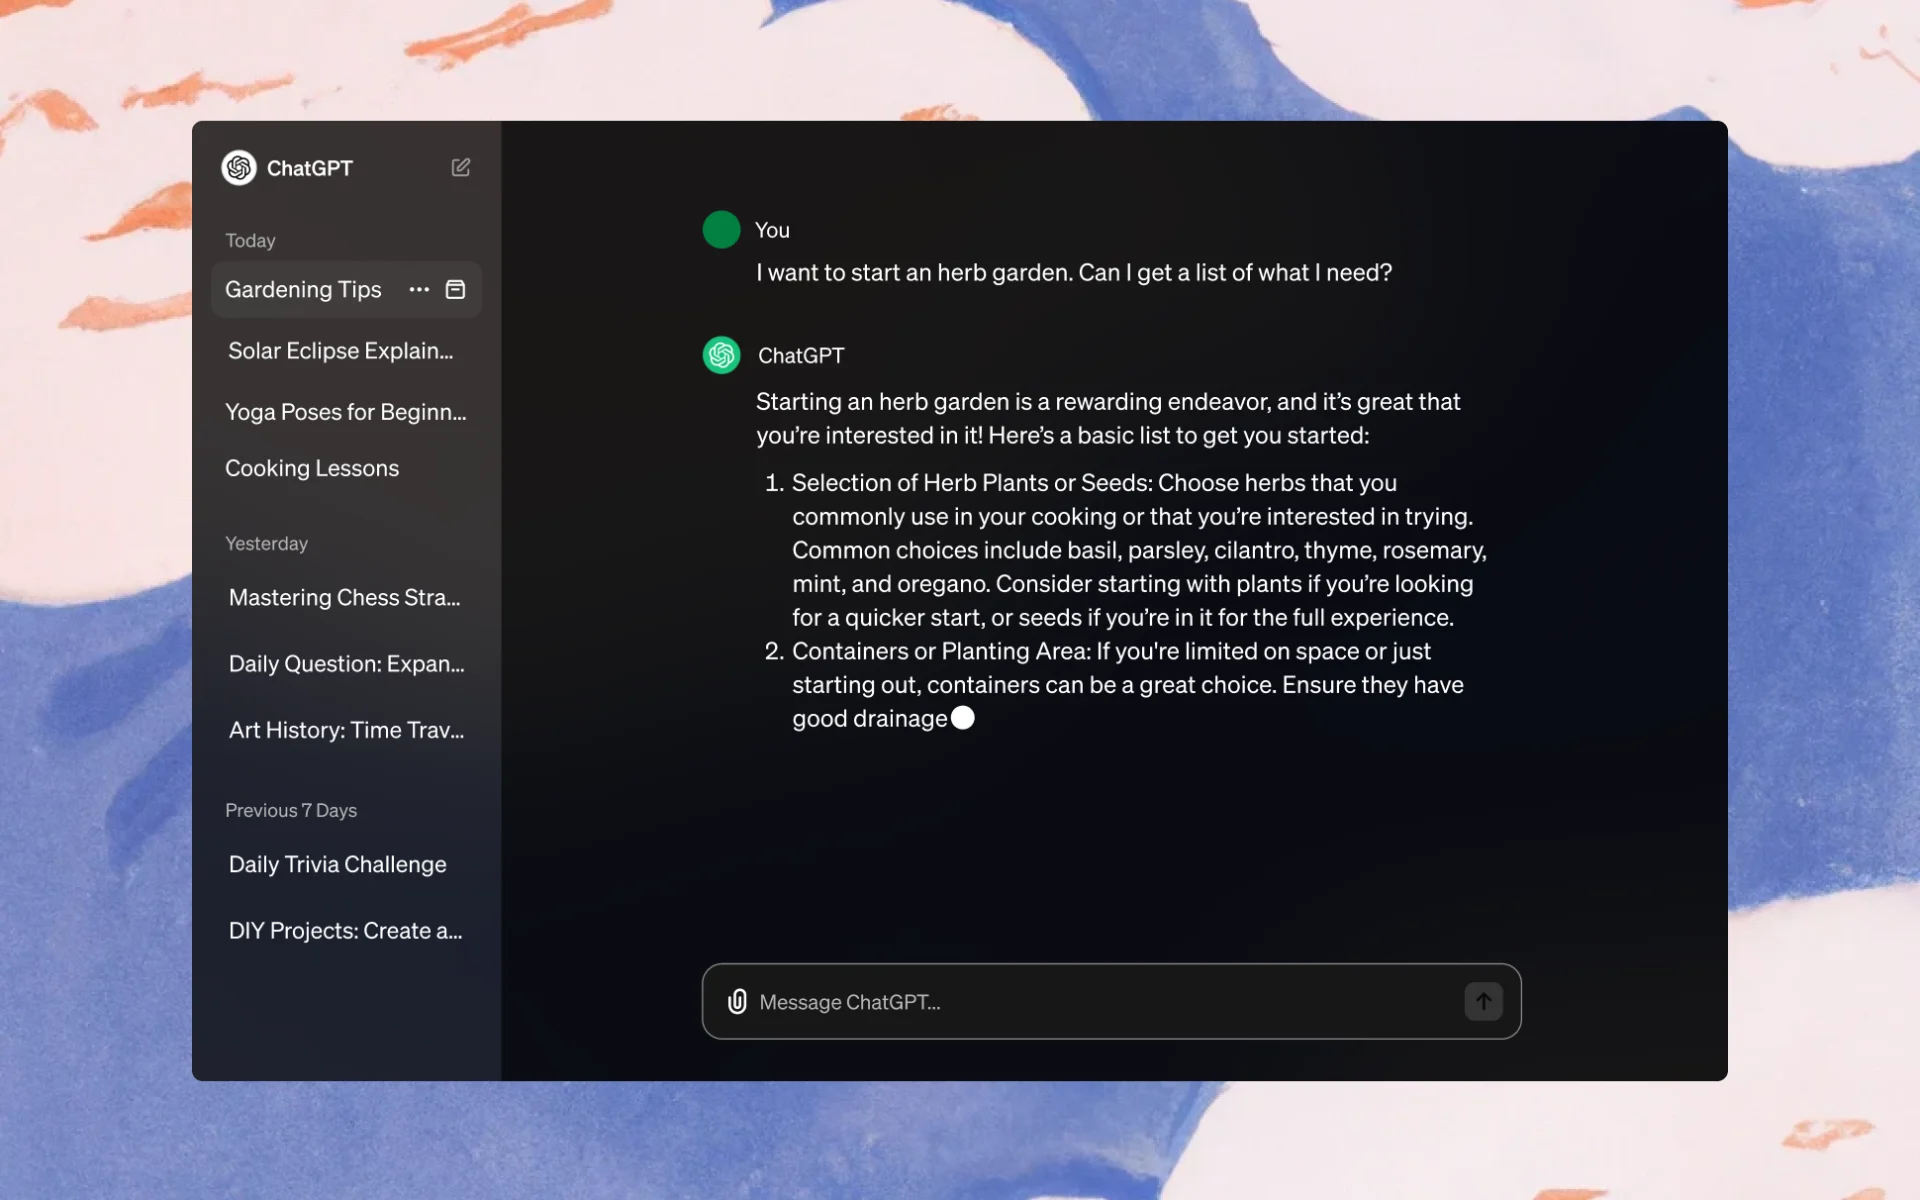 ChatGPT
Today
Gardening Tips
Solar Eclipse Explain...
Yoga Poses for Beginn...
Cooking Lessons
Yesterday
Mastering Chess Stra...
Daily Question: Expan...
Art History: Time Trav...
Previous 7 Days
Daily Trivia Challenge
DIY Projects: Create a...
You
I want to start an herb garden. Can I get a list of what I need?
ChatGPT
Starting an herb garden is a rewarding endeavor, and it’s great that
you’re interested in it! Here’s a basic list to get you started:
1. Selection of Herb Plants or Seeds: Choose herbs that you
commonly use in your cooking or that you’re interested in trying.
Common choices include basil, parsley, cilantro, thyme, rosemary,
mint, and oregano. Consider starting with plants if you’re looking
for a quicker start, or seeds if you’re in it for the full experience.
2. Containers or Planting Area: If you're limited on space or just
starting out, containers can be a great choice. Ensure they have
good drainage
Message ChatGPT...